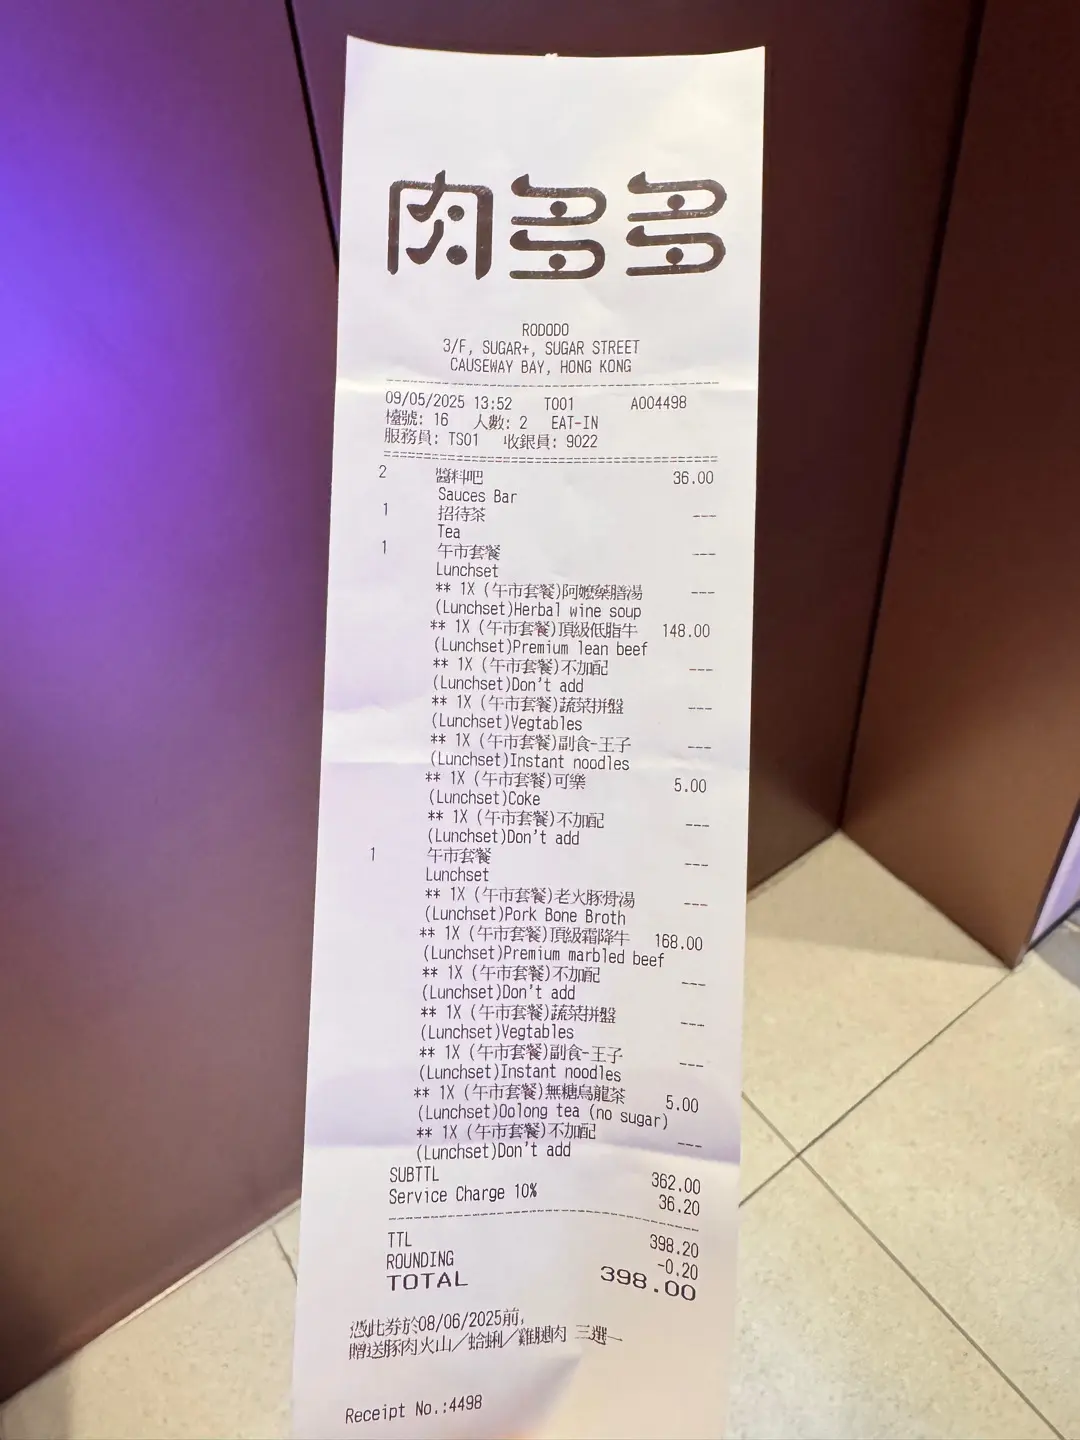 肉多多
RODODO
3/F, SUGAR+, SUGAR STREET
CAUSEWAY BAY, HONG KONG
09/05/2025 13:52 T001 A004498
檯號: 16 人數: 2 EAT-IN
服務員: TS01 收銀員: 9022
2 醬料吧 36.00
Sauces Bar
1 招待茶 ---
Tea
1 午市套餐 ---
Lunchset
** 1X (午市套餐)阿嬤藥膳湯 ---
(Lunchset)Herbal wine soup
** 1X (午市套餐)頂級低脂牛 148.00
(Lunchset)Premium lean beef
** 1X (午市套餐)不加配 ---
(Lunchset)Don't add
** 1X (午市套餐)蔬菜拼盤 ---
(Lunchset)Vegtables
** 1X (午市套餐)副食-王子 ---
(Lunchset)Instant noodles
** 1X (午市套餐)可樂 5.00
(Lunchset)Coke
** 1X (午市套餐)不加配 ---
(Lunchset)Don't add
1 午市套餐 ---
Lunchset
** 1X (午市套餐)老火豚骨湯 ---
(Lunchset)Pork Bone Broth
** 1X (午市套餐)頂級霜降牛 168.00
(Lunchset)Premium marbled beef
** 1X (午市套餐)不加配 ---
(Lunchset)Don't add
** 1X (午市套餐)蔬菜拼盤 ---
(Lunchset)Vegtables
** 1X (午市套餐)副食-王子 ---
(Lunchset)Instant noodles
** 1X (午市套餐)無糖烏龍茶 5.00
(Lunchset)Oolong tea (no sugar)
** 1X (午市套餐)不加配 ---
(Lunchset)Don't add
SUBTTL 362.00
Service Charge 10% 36.20
TTL 398.20
ROUNDING -0.20
TOTAL 398.00
憑此券於08/06/2025前,
贈送豚肉火山/蛤蜊/雞腿肉 三選一
Receipt No.:4498